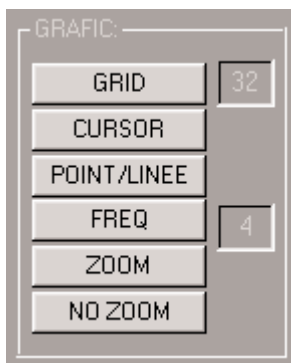 GRAFIC:
GRID 32
CURSOR
POINT/LINEE
FREQ 4
ZOOM
NO ZOOM